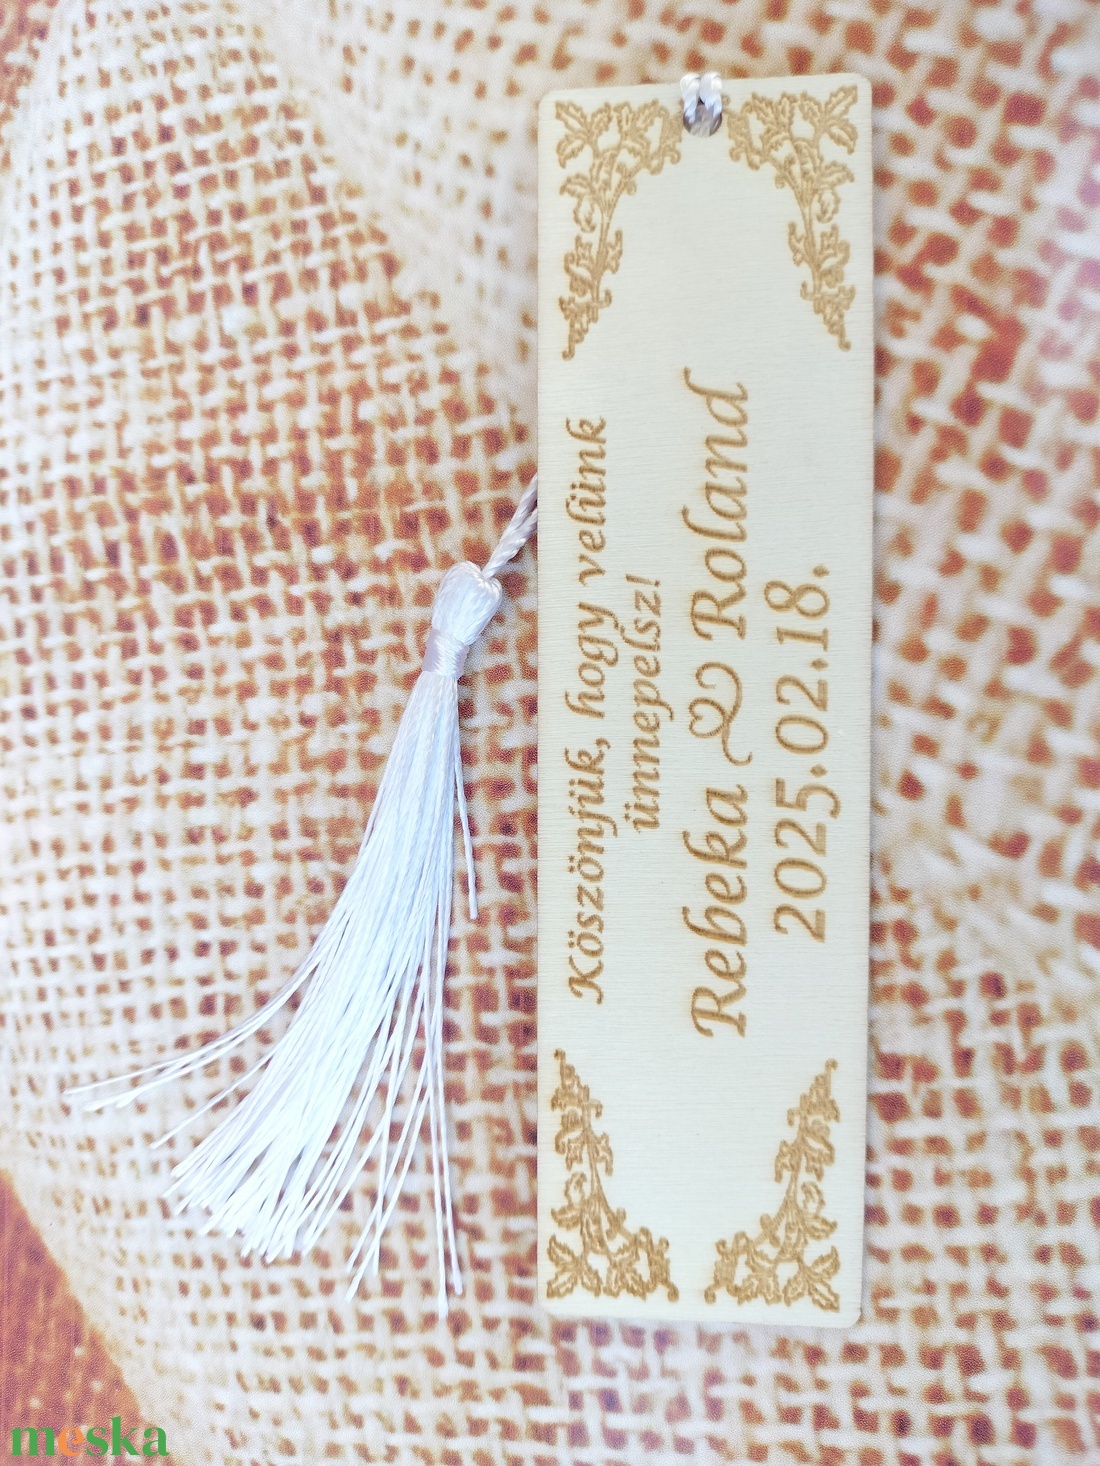 Köszönjük, hogy velünk
ünnepelsz!
Rebeka Roland
2025.02.18.
meska